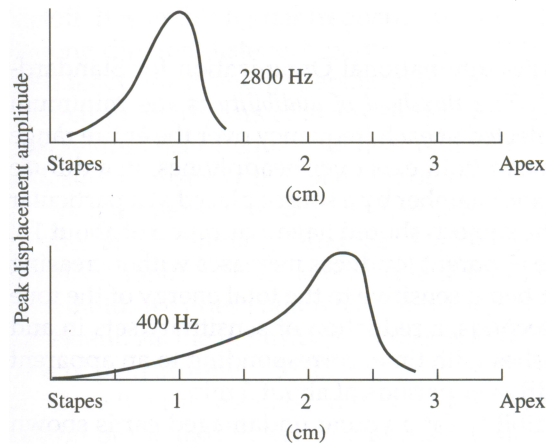 Peak displacement amplitude
2800 Hz
Stapes 1 2 3 Apex
(cm)
400 Hz
Stapes 1 2 3 Apex
(cm)